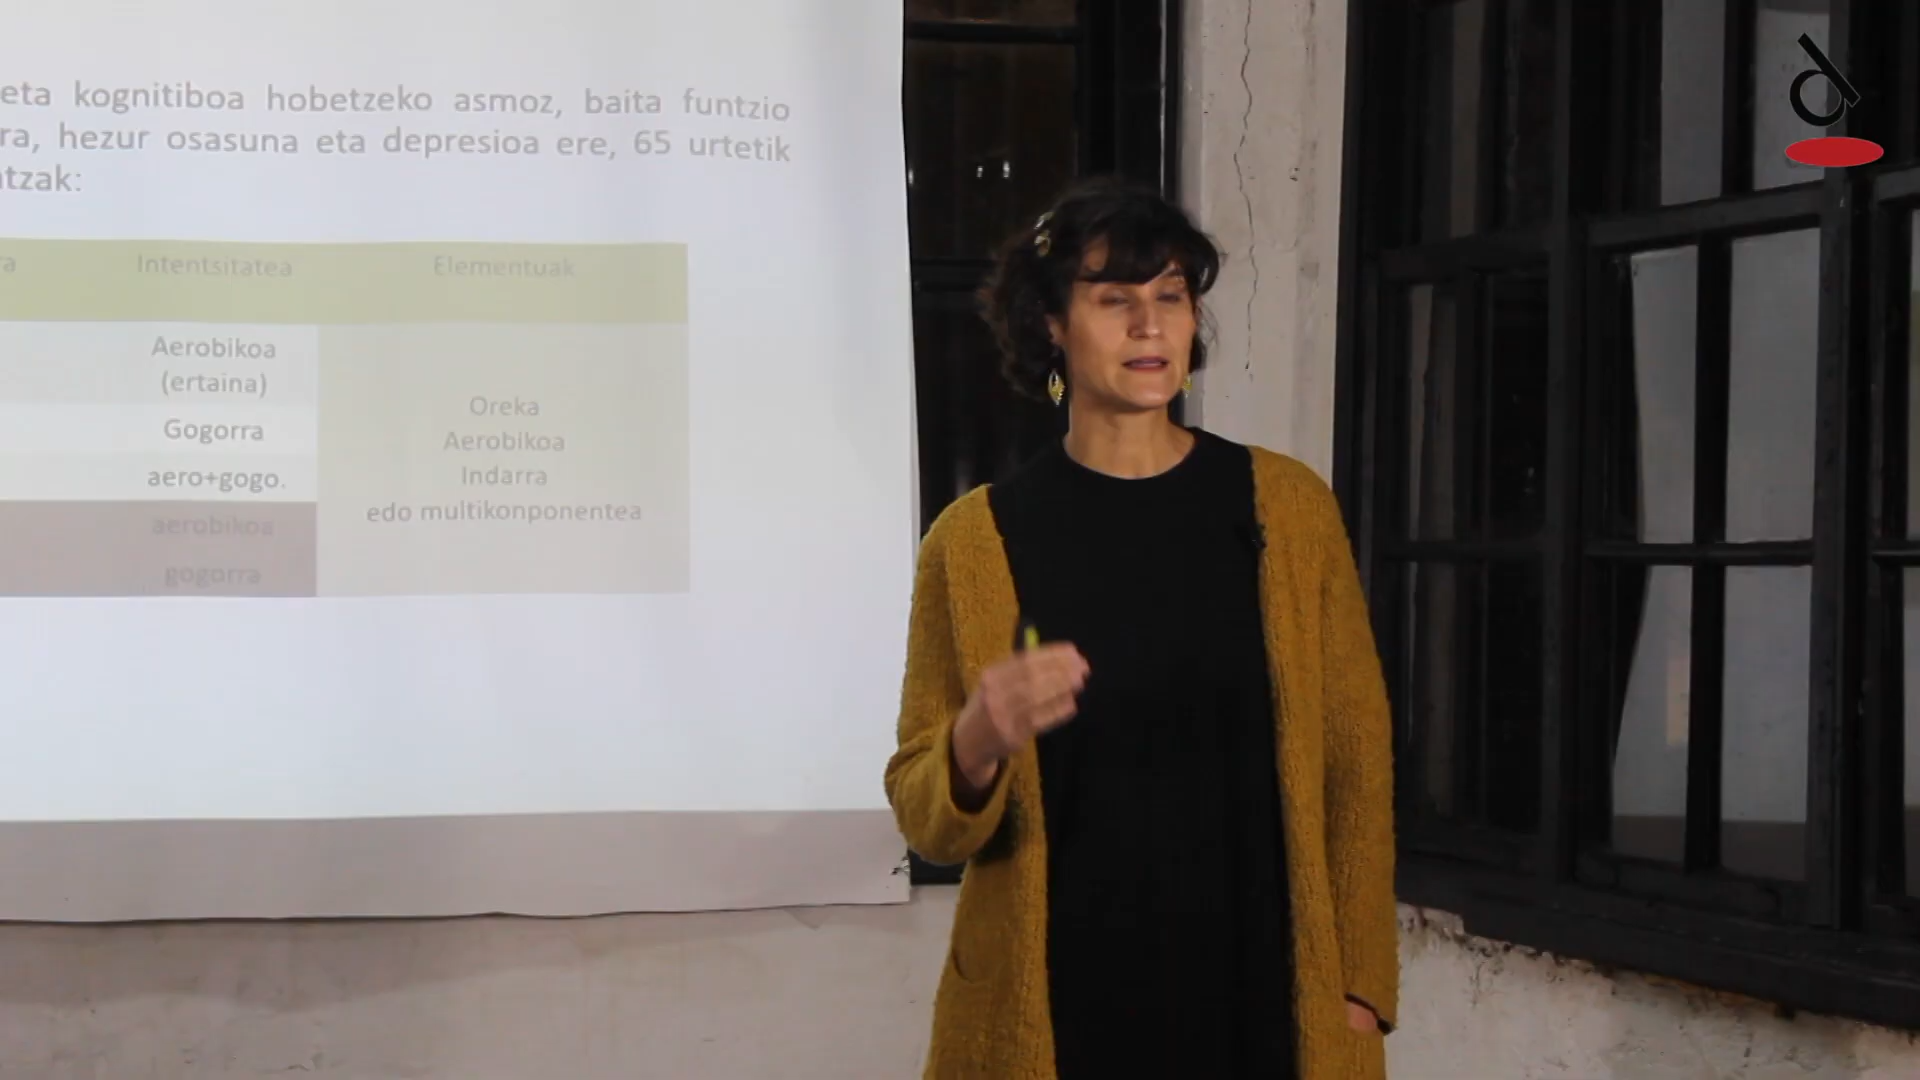 eta kognitiboa hobetzeko asmoz, baita funtzio
ra, hezur osasuna eta depresioa ere, 65 urtetik
tzak:
a Intentsitatea Elementuak
Aerobikoa
(ertaina)
Gogorra
aero+gogo.
aerobikoa
gogorra
Oreka
Aerobikoa
Indarra
edo multikonponentea